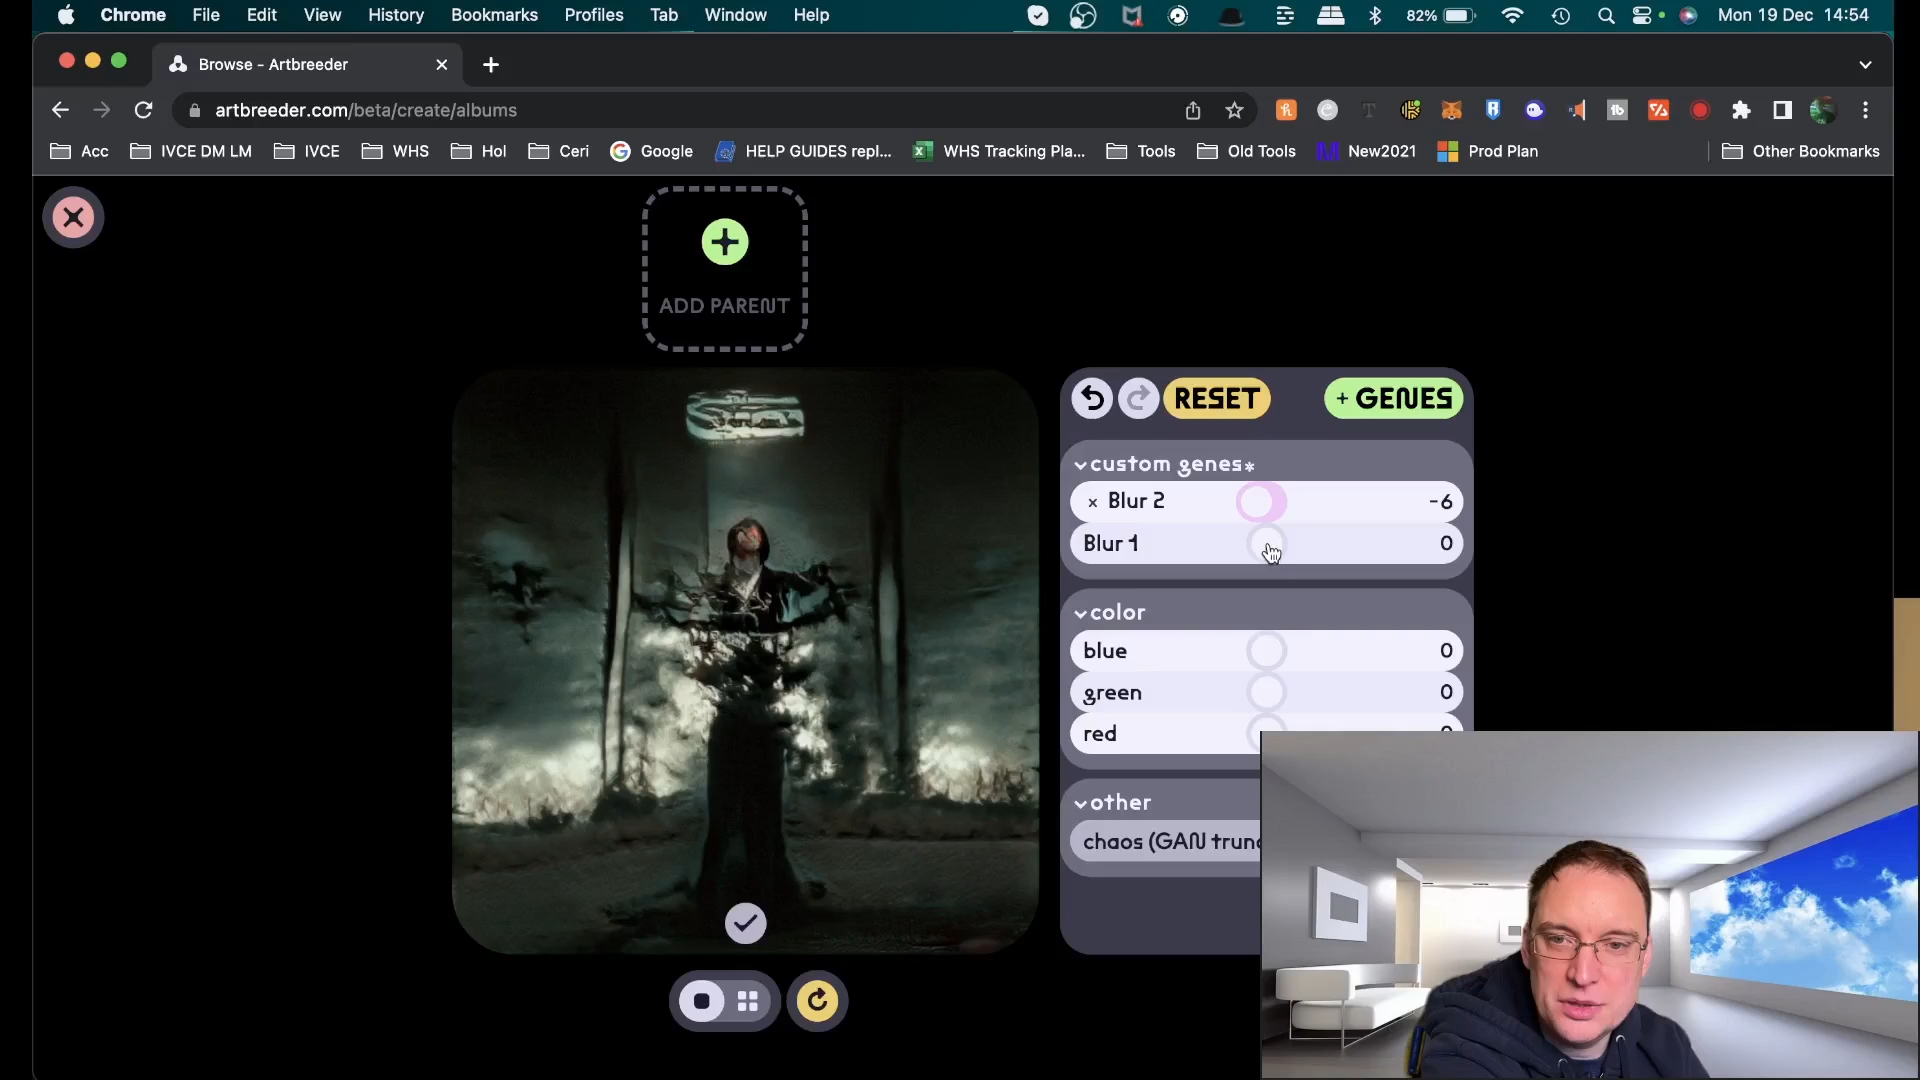 Chrome File Edit View History Bookmarks Profiles Tab Window Help 82% Mon 19 Dec 14:54
Browse - Artbreeder
artbreeder.com/beta/create/albums
Acc IVCE DM LM IVCE WHS Hol Ceri Google HELP GUIDES repl... WHS Tracking Pla... Tools Old Tools New2021 Prod Plan Other Bookmarks
ADD PARENT
RESET + GENES
custom genes*
× Blur 2 -6
Blur 1 0
color
blue 0
green 0
red
other
chaos (GAN trunc